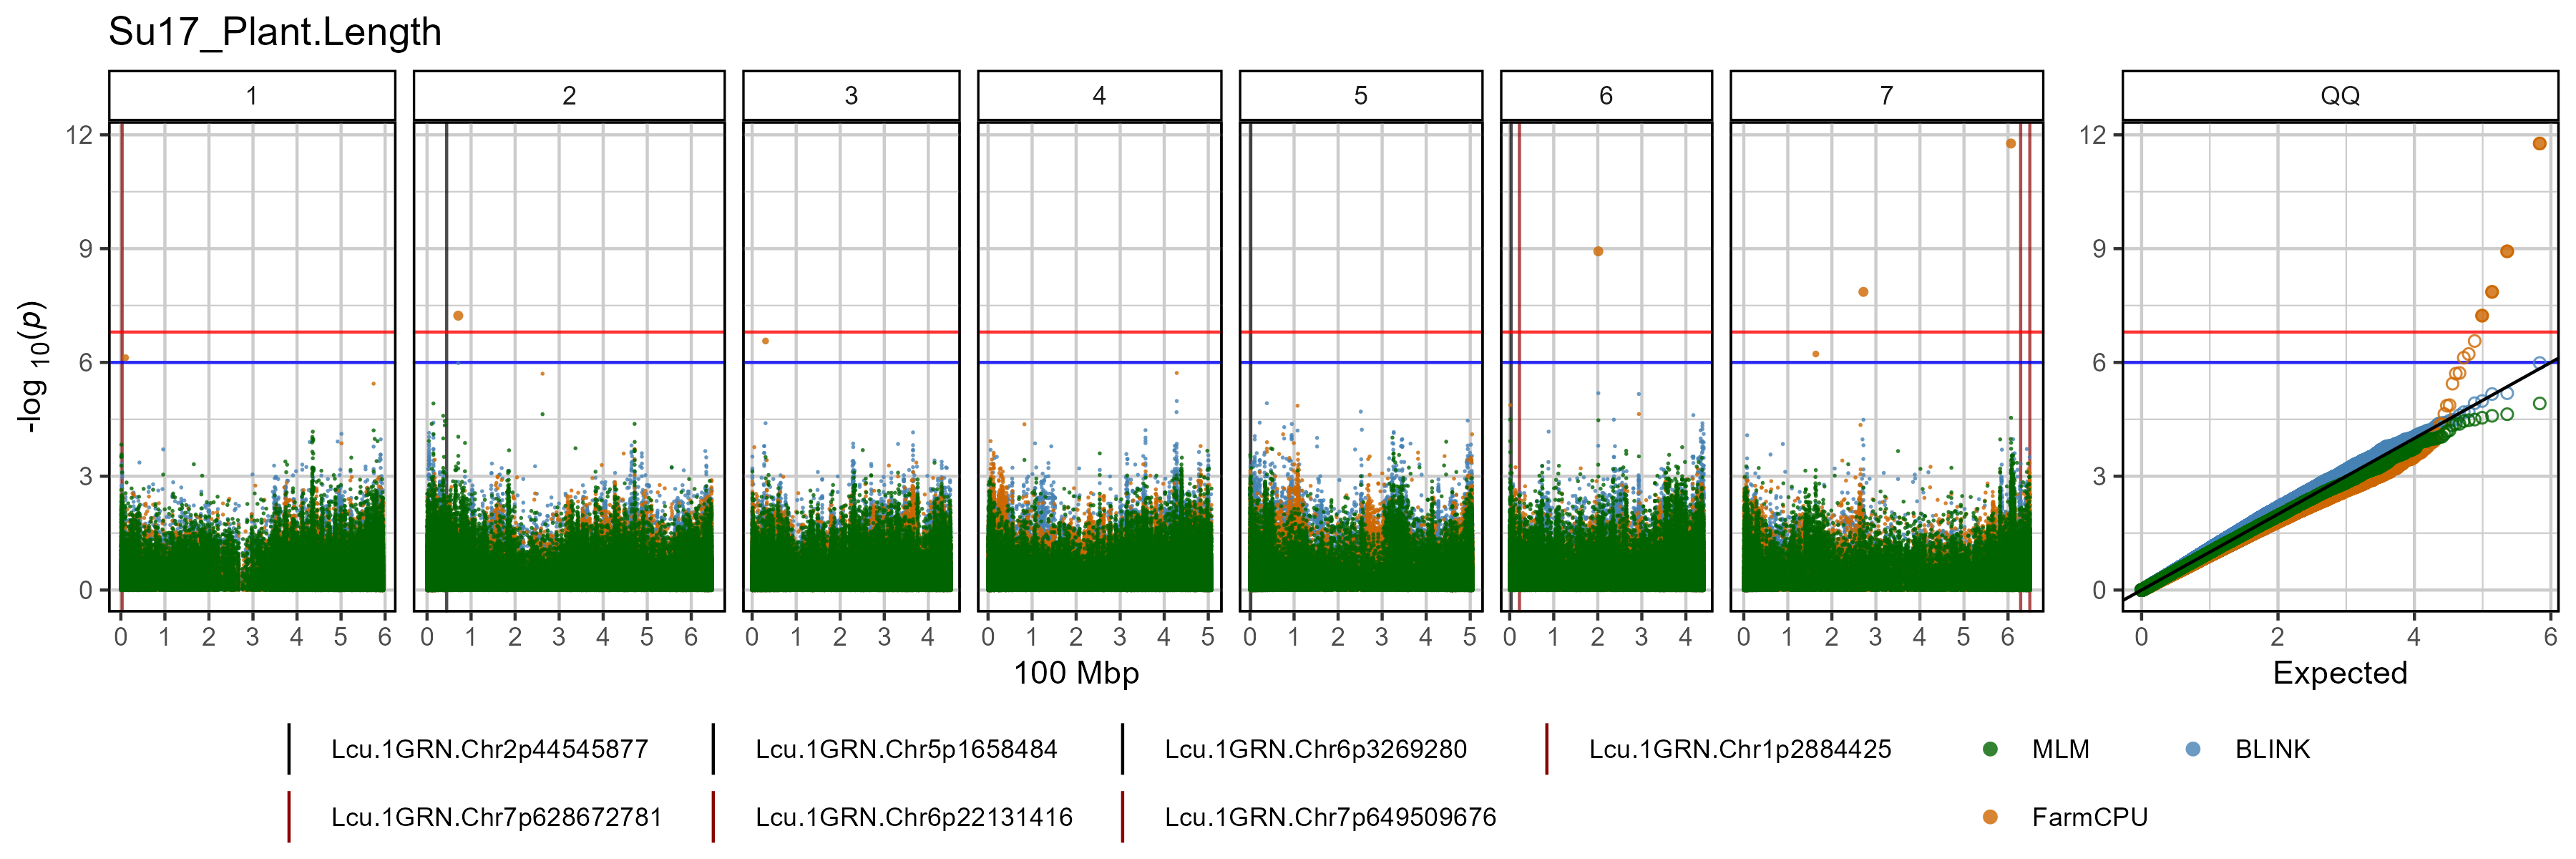 Su17_Plant.Length
1 2 3 4 5 6 7 QQ
12 12
9 9
6 6
3 3
0 0
-log 10(p)
0 1 2 3 4 5 6 0 1 2 3 4 5 6 0 1 2 3 4 0 1 2 3 4 5 0 1 2 3 4 5 0 1 2 3 4 0 1 2 3 4 5 6 0 2 4 6
100 Mbp Expected
Lcu.1GRN.Chr2p44545877 Lcu.1GRN.Chr5p1658484 Lcu.1GRN.Chr6p3269280 Lcu.1GRN.Chr1p2884425 MLM BLINK
Lcu.1GRN.Chr7p628672781 Lcu.1GRN.Chr6p22131416 Lcu.1GRN.Chr7p649509676 FarmCPU